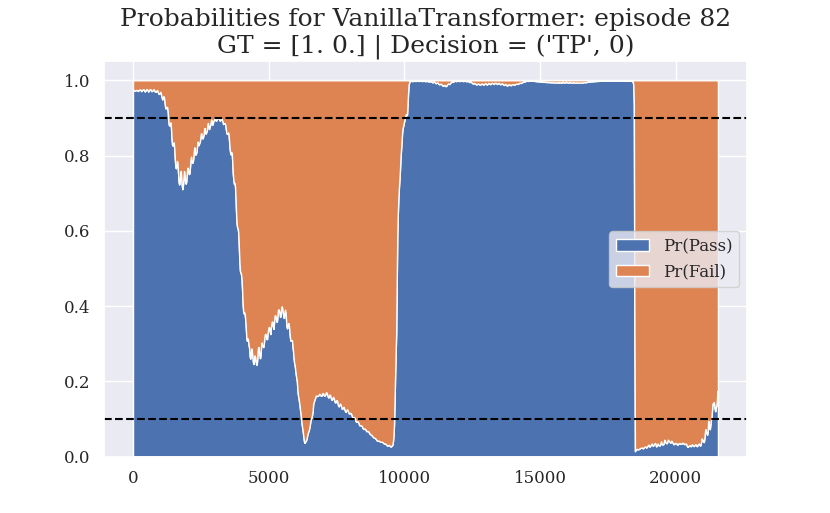 Probabilities for VanillaTransformer: episode 82
GT = [1. 0.] | Decision = ('TP', 0)
1.0
0.8
0.6
0.4
0.2
0.0
Pr(Pass)
Pr(Fail)
0 5000 10000 15000 20000